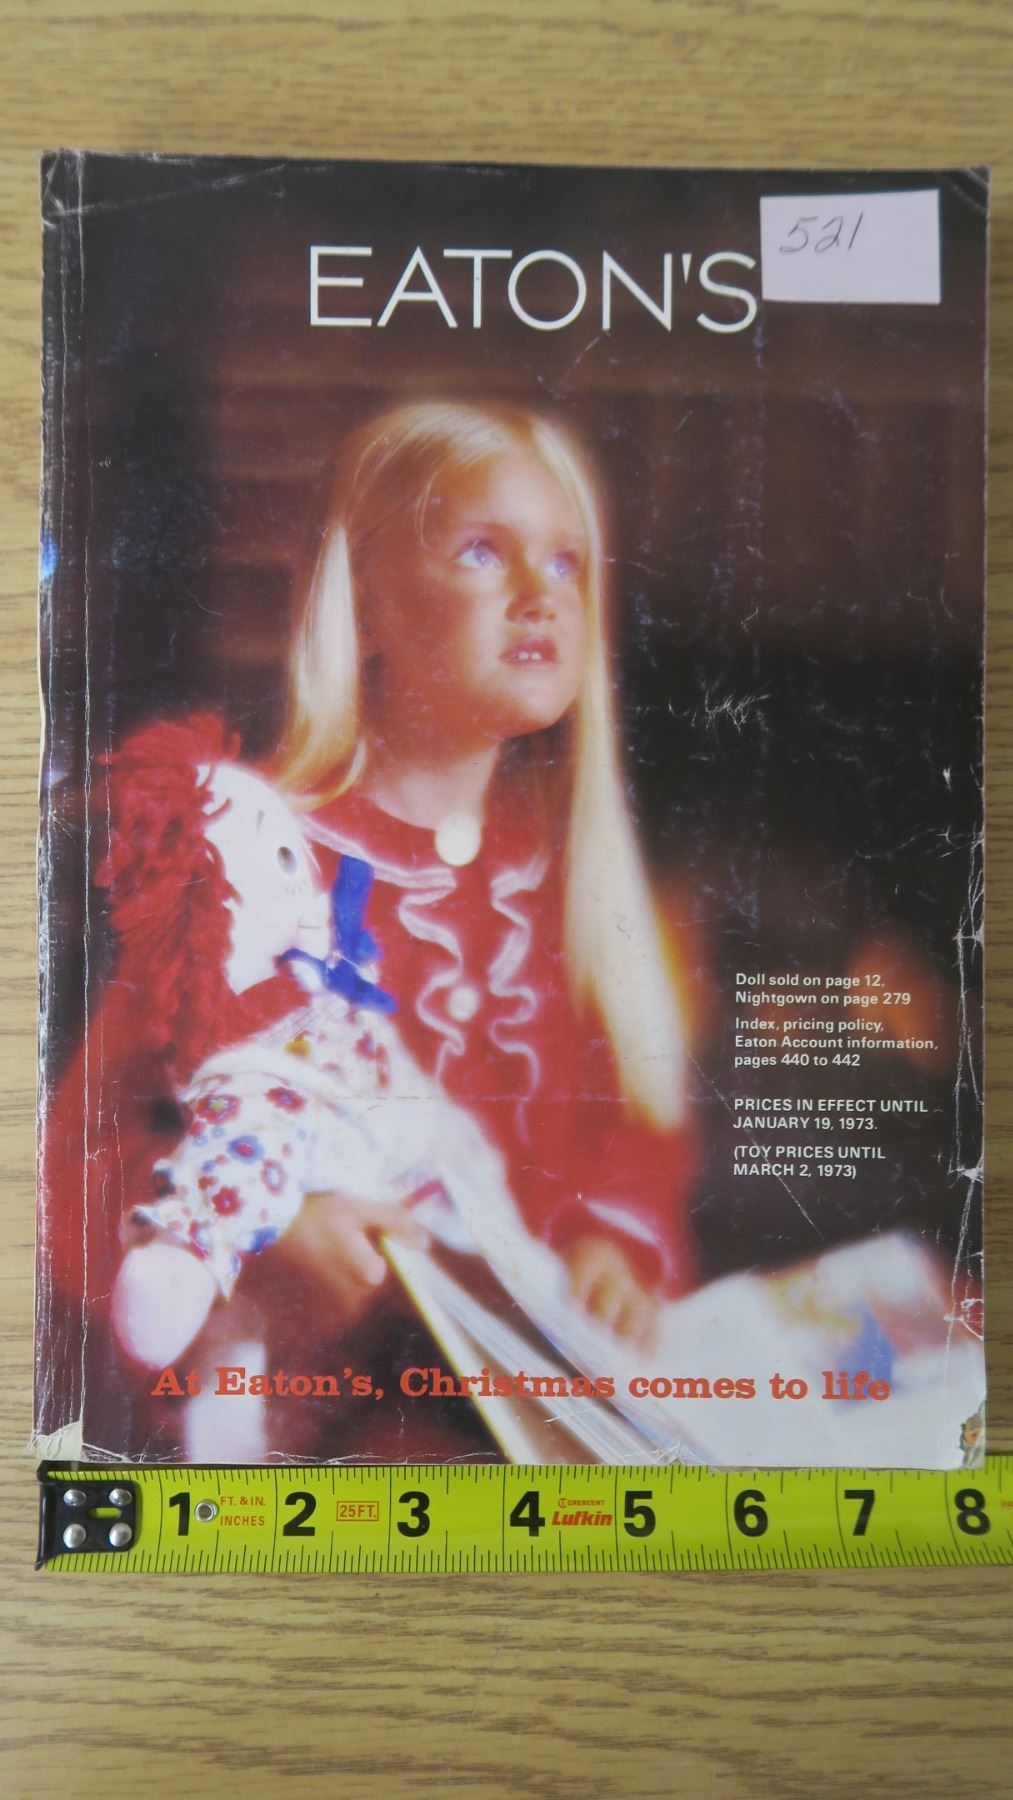 521
EATON'S
Doll sold on page 12,
Nightgown on page 279
Index, pricing policy,
Eaton Account information,
pages 440 to 442
PRICES IN EFFECT UNTIL
JANUARY 19, 1973.
(TOY PRICES UNTIL
MARCH 2, 1973)
At Eaton's, Christmas comes to life
1 FT. & IN. INCHES 2 25FT. 3 4 CRESCENT Lufkin 5 6 7 8